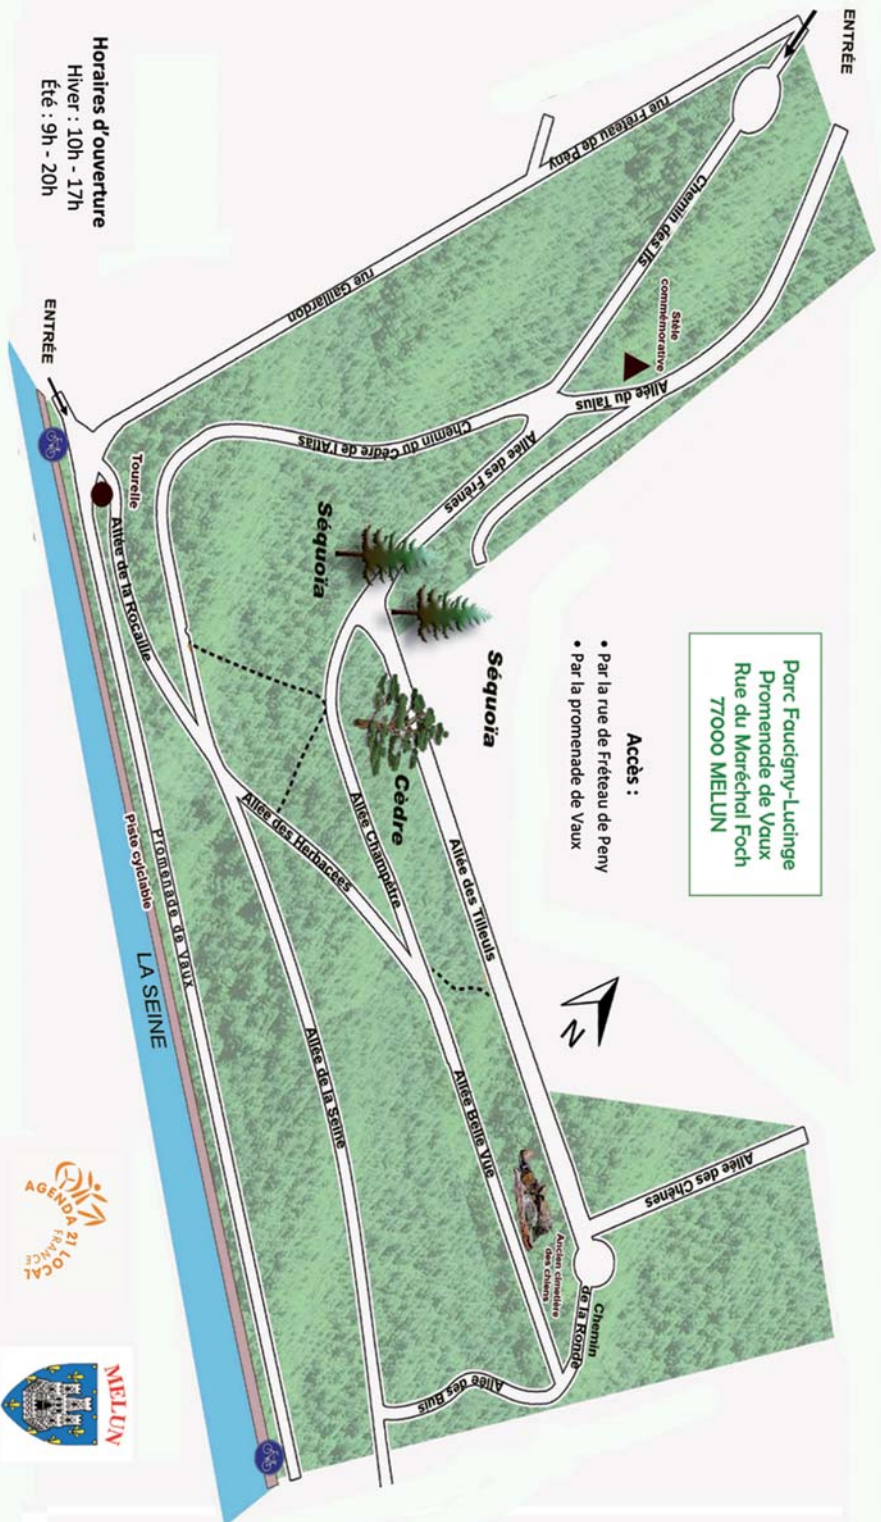 ENTRÉE
rue Fréteau de Pény
Chemin des Ifs
Stèle
commémorative
Allée du Talus
rue Gaillardon
Horaires d'ouverture
Hiver : 10h - 17h
Été : 9h - 20h
ENTRÉE
Tourelle
Chemin du Cèdre de l'Atlas
Allée des Frênes
Séquoïa
Séquoïa
Cèdre
Parc Faucigny-Lucinge
Promenade de Vaux
Rue du Maréchal Foch
77000 MELUN
Accès :
• Par la rue de Fréteau de Peny
• Par la promenade de Vaux
N
Allée de la Rocaille
Allée des Herbacées
Allée Champêtre
Allée des Tilleuls
Piste cylclable
Promenade de Vaux
LA SEINE
Allée de la Seine
Allée Belle Vue
Ancien cimetière
des chiens
Allée des Chênes
Chemin
de la Ronde
Allée des Buis
AGENDA 21 LOCAL
FRANCE
MELUN